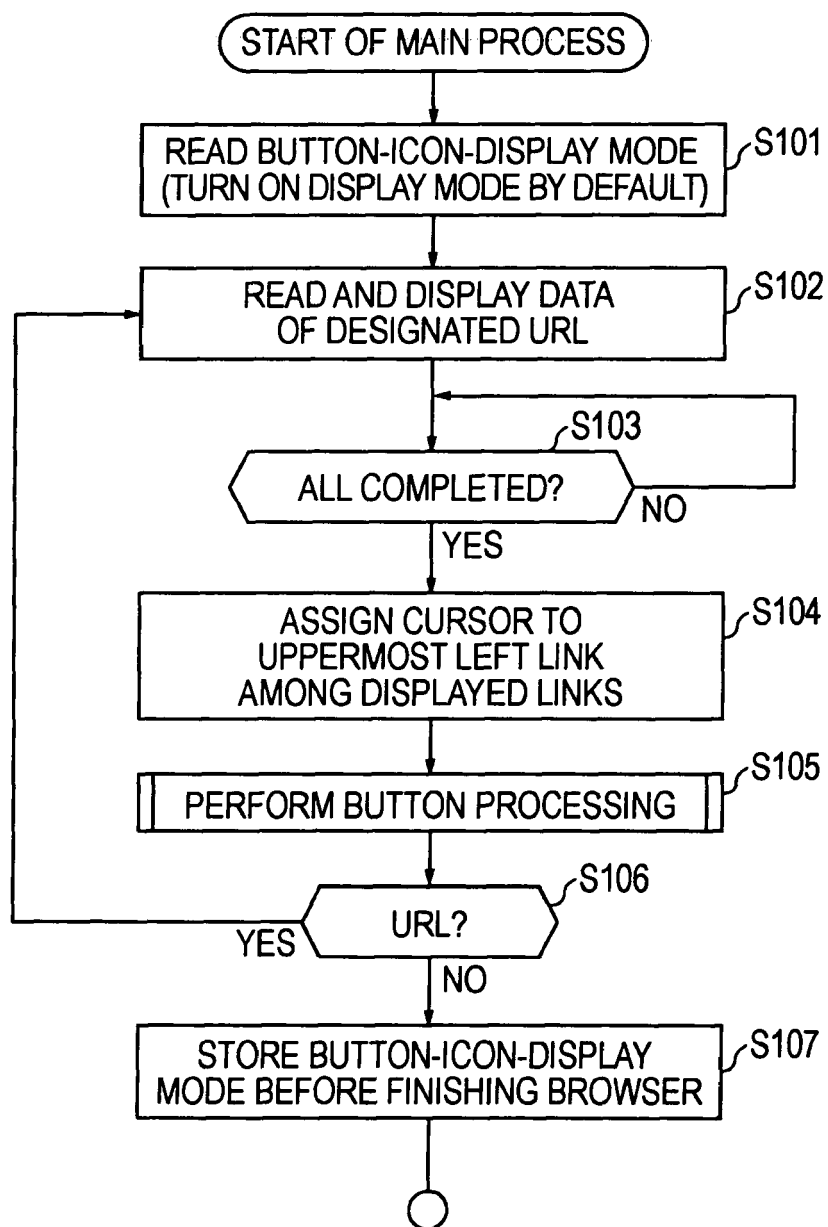 START OF MAIN PROCESS
READ BUTTON-ICON-DISPLAY MODE
(TURN ON DISPLAY MODE BY DEFAULT)
S101
READ AND DISPLAY DATA
OF DESIGNATED URL
S102
S103
ALL COMPLETED?
NO
YES
ASSIGN CURSOR TO
UPPERMOST LEFT LINK
AMONG DISPLAYED LINKS
S104
PERFORM BUTTON PROCESSING
S105
S106
URL?
YES
NO
STORE BUTTON-ICON-DISPLAY
MODE BEFORE FINISHING BROWSER
S107